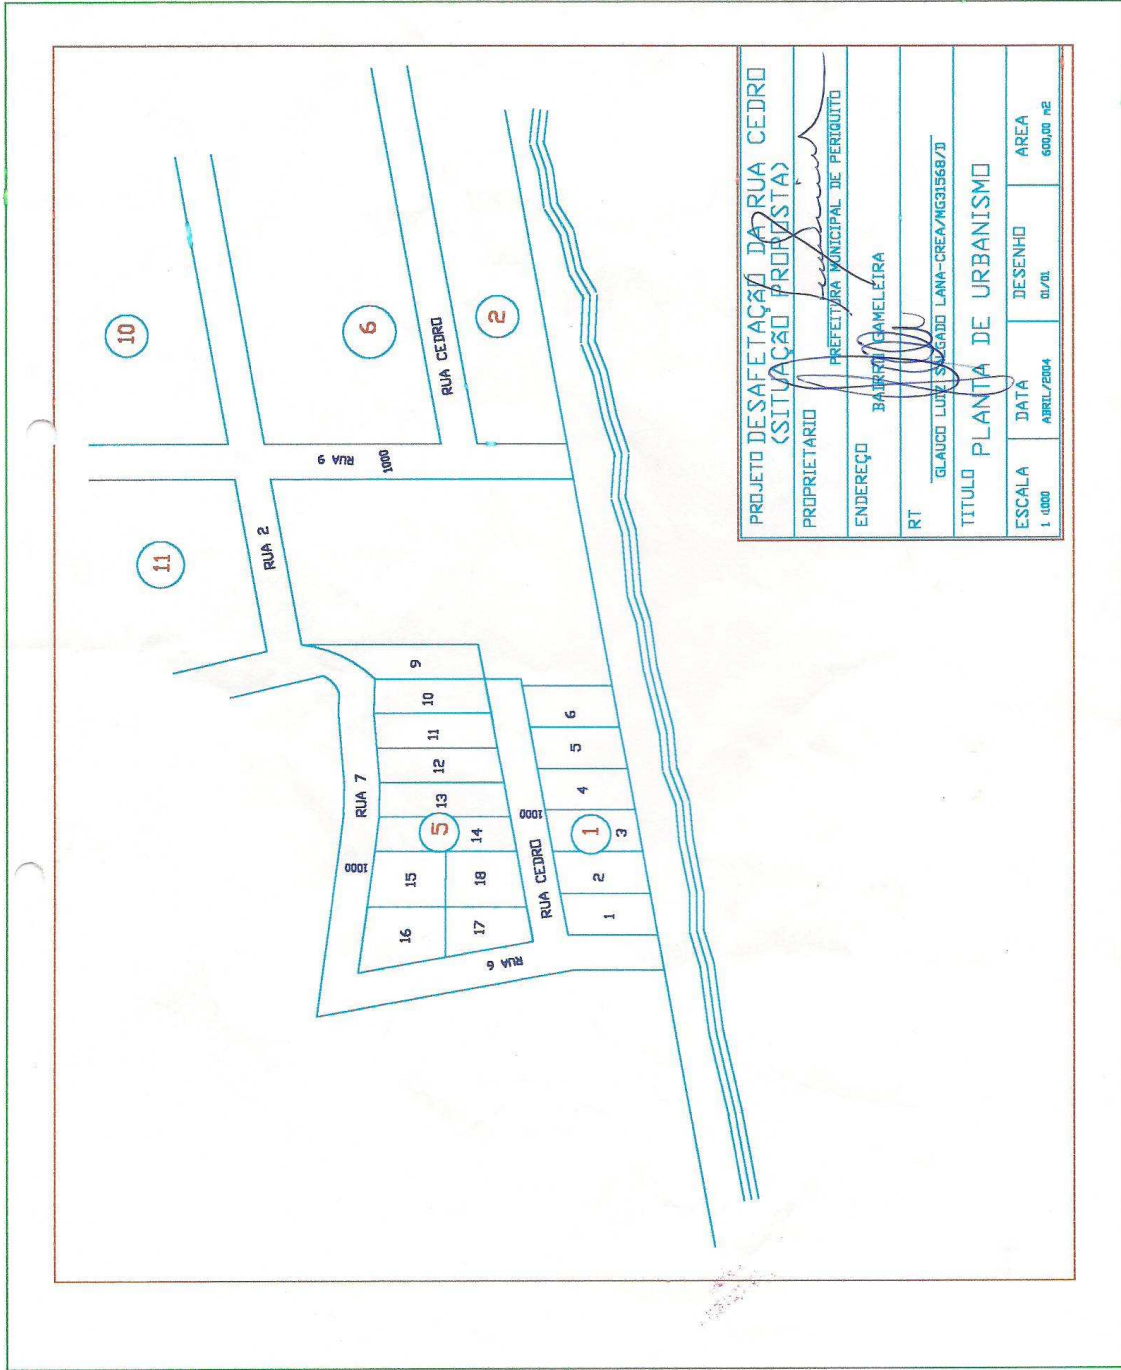 10
11
6
2
RUA 9
1000
RUA CEDRO
RUA 2
RUA 7
1000
9
10
11
12
13
14
15
16
17
18
5
RUA 6
RUA CEDRO
1000
1
2
3
4
5
6
1
PROJETO DESAFETAÇÃO DA RUA CEDRO
(SITUAÇÃO PROPOSTA)
PROPRIETARIO
PREFEITURA MUNICIPAL DE PERIQUITO
ENDEREÇO
BAIRRO GAMELEIRA
RT
GLAUCO LUIZ SALGADO LANA-CREA/MG31568/D
TITULO
PLANTA DE URBANISMO
ESCALA
1 :1000
DATA
ABRIL/2004
DESENHO
01/01
AREA
600,00 m2